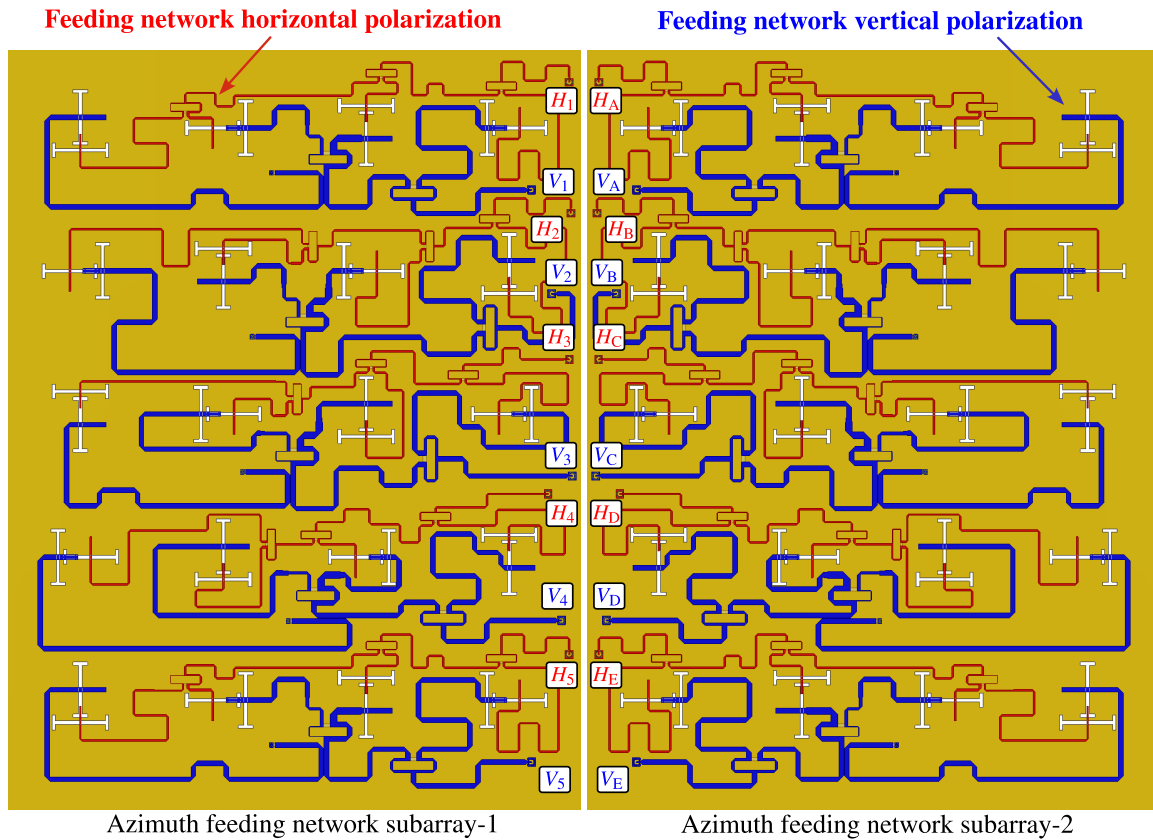 Feeding network horizontal polarization
Feeding network vertical polarization
H1
HA
V1
VA
H2
HB
V2
VB
H3
HC
V3
VC
H4
HD
V4
VD
H5
HE
V5
VE
Azimuth feeding network subarray-1
Azimuth feeding network subarray-2